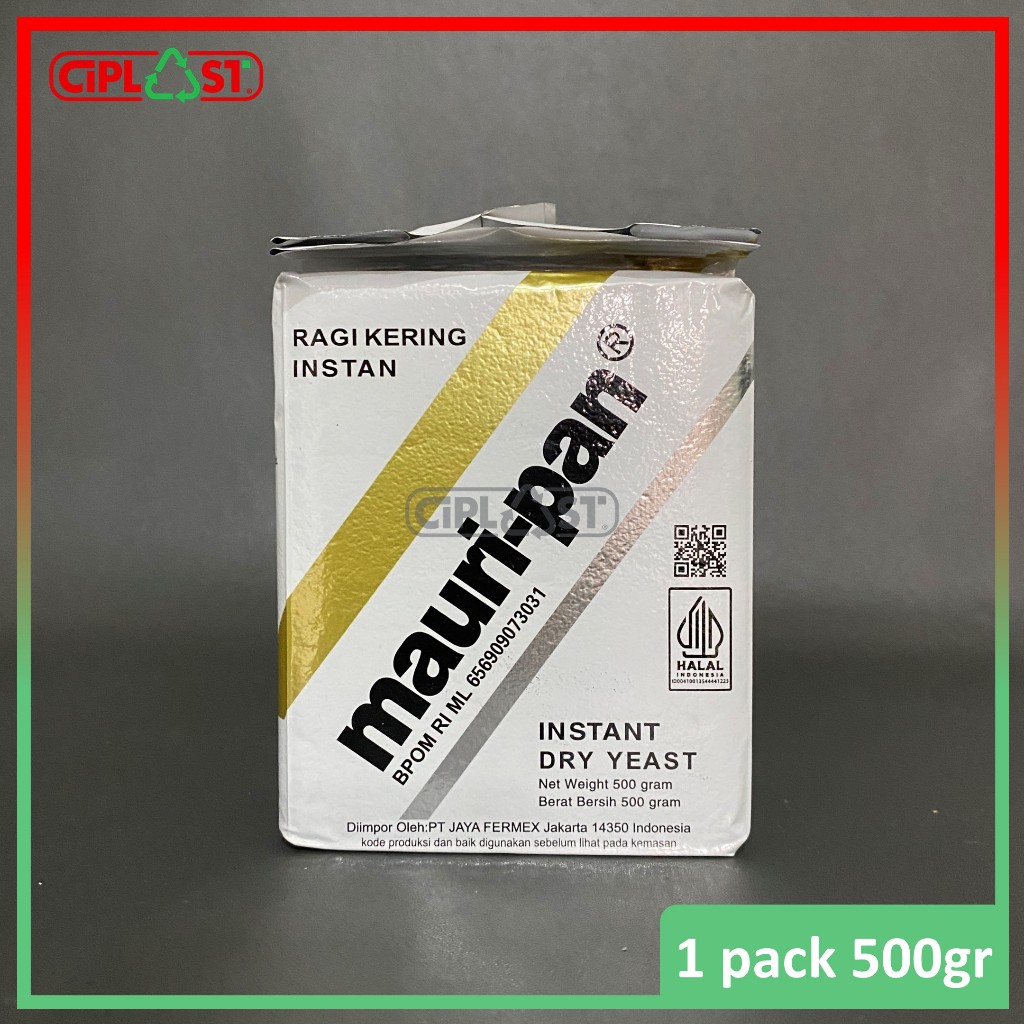 CiPLAST
RAGI KERING
INSTAN
mauri-pan®
BPOM RI ML 656909073031
CiPLAST
HALAL
INDONESIA
ID00410013544441223
INSTANT
DRY YEAST
Net Weight 500 gram
Berat Bersih 500 gram
Diimpor Oleh:PT JAYA FERMEX Jakarta 14350 Indonesia
kode produksi dan baik digunakan sebelum lihat pada kemasan
1 pack 500gr